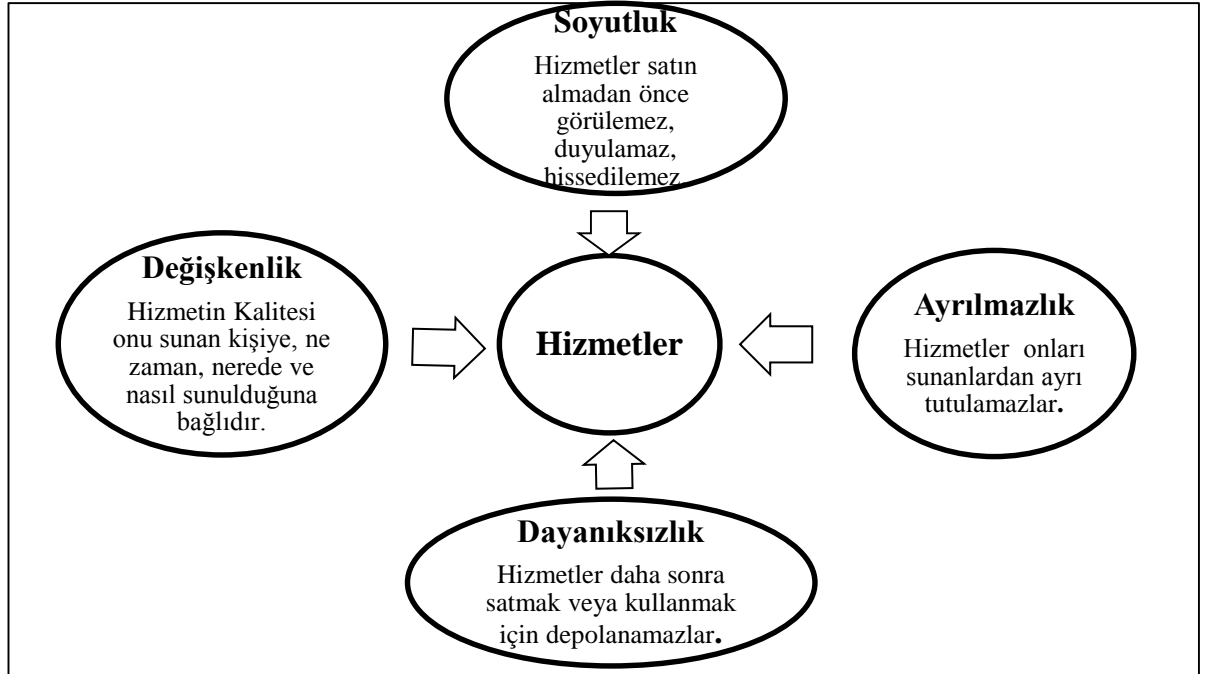 Soyutluk
Hizmetler satın
almadan önce
görülemez,
duyulamaz,
hissedilemez
Değişkenlik
Hizmetin Kalitesi
onu sunan kişiye, ne
zaman, nerede ve
nasıl sunulduğuna
bağlıdır.
Hizmetler
Ayrılmazlık
Hizmetler onları
sunanlardan ayrı
tutulamazlar.
Dayanıksızlık
Hizmetler daha sonra
satmak veya kullanmak
için depolanamazlar.